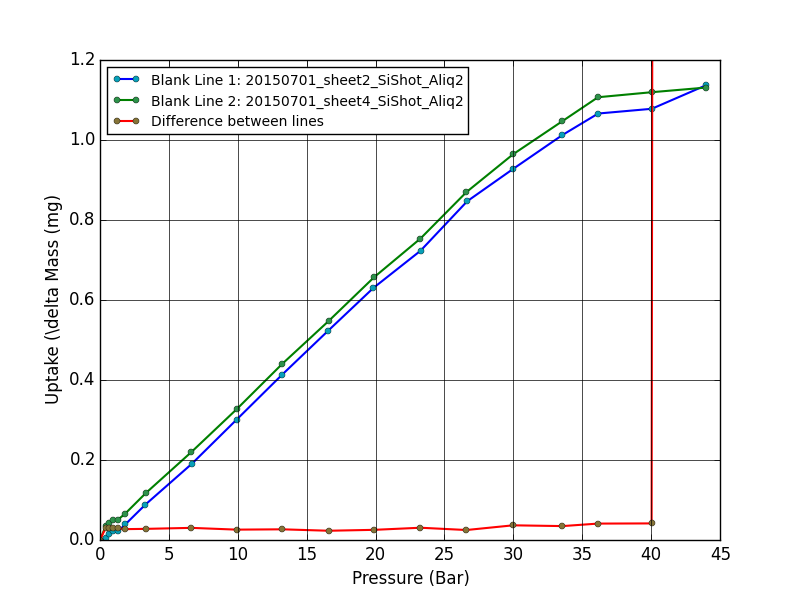 Blank Line 1: 20150701_sheet2_SiShot_Aliq2
Blank Line 2: 20150701_sheet4_SiShot_Aliq2
Difference between lines
1.2
1.0
0.8
0.6
0.4
0.2
0.0
Uptake (\delta Mass (mg)
0 5 10 15 20 25 30 35 40 45
Pressure (Bar)